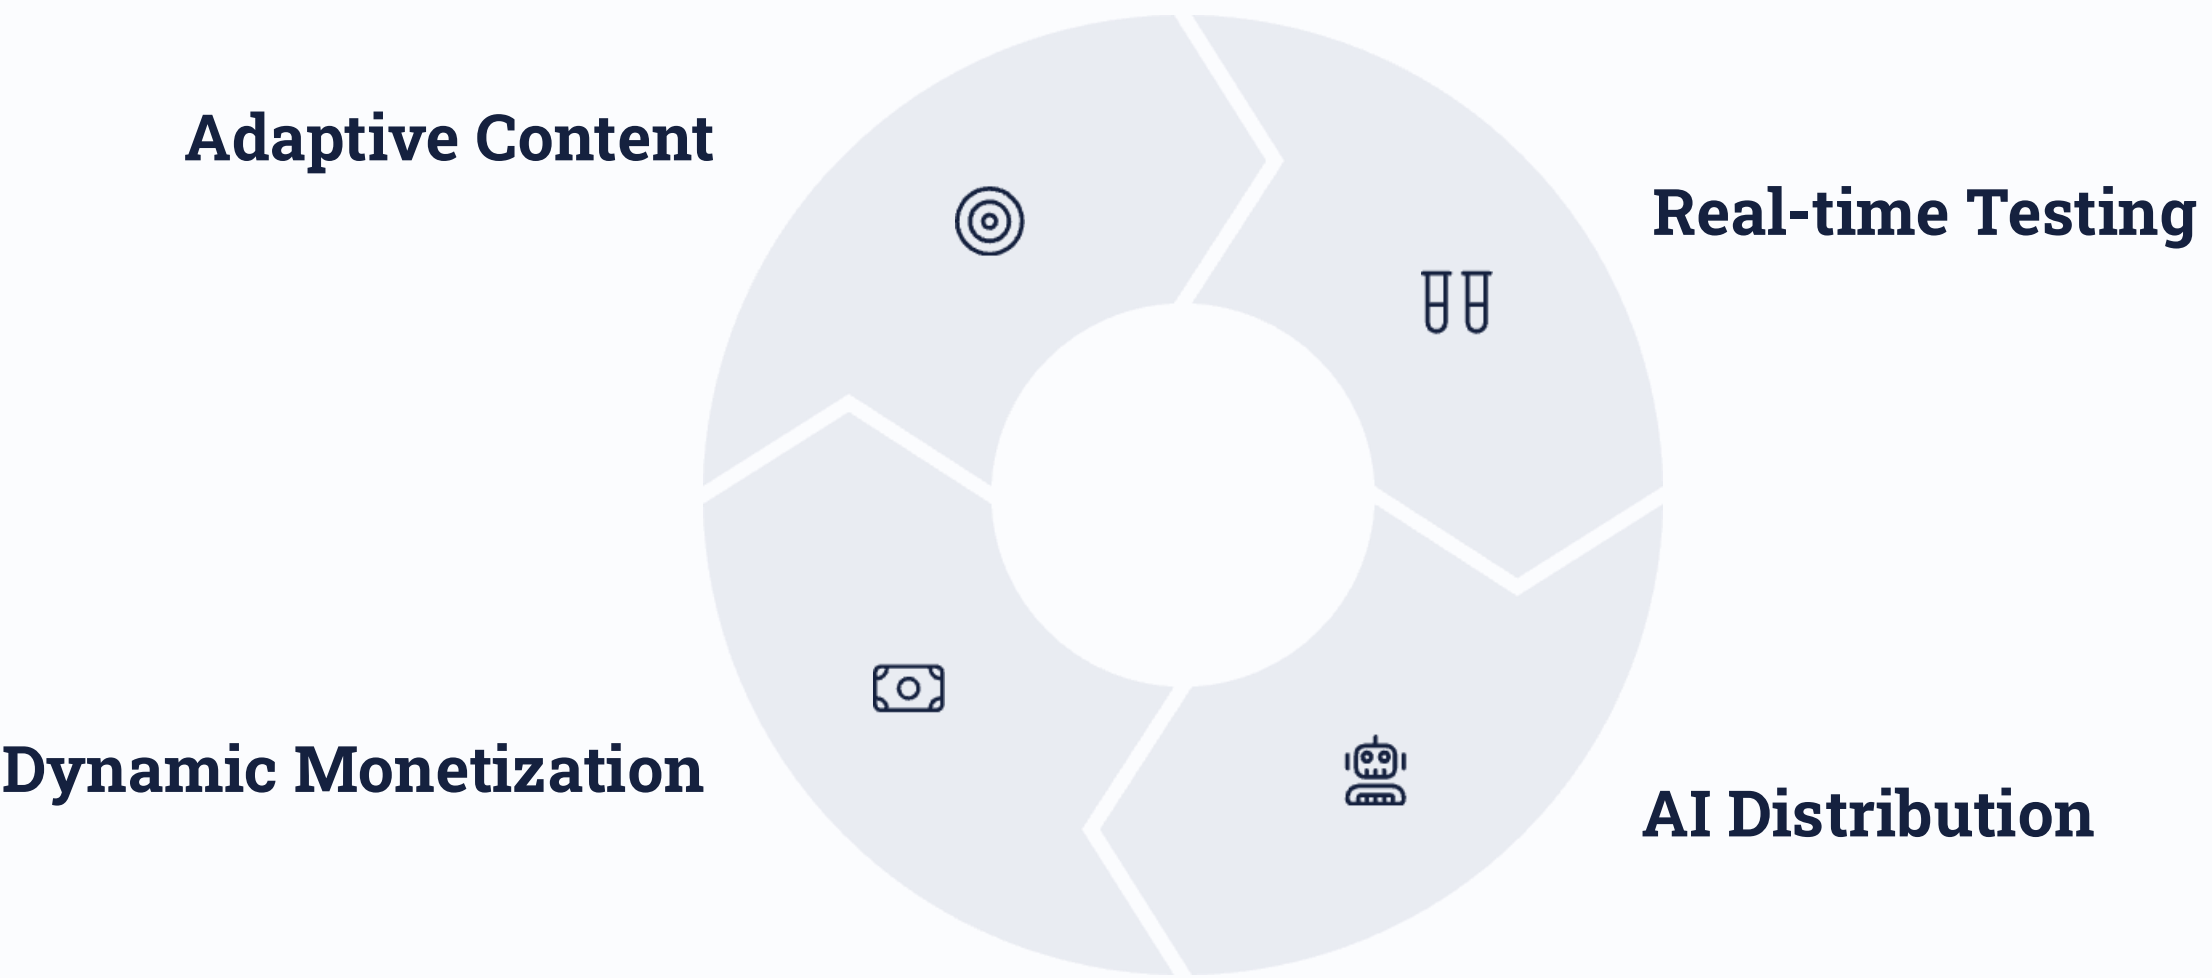 Adaptive Content
Real-time Testing
Dynamic Monetization
AI Distribution